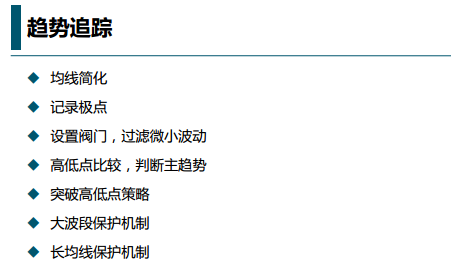 趋势追踪
均线简化
记录极点
设置阀门，过滤微小波动
高低点比较，判断主趋势
突破高低点策略
大波段保护机制
长均线保护机制